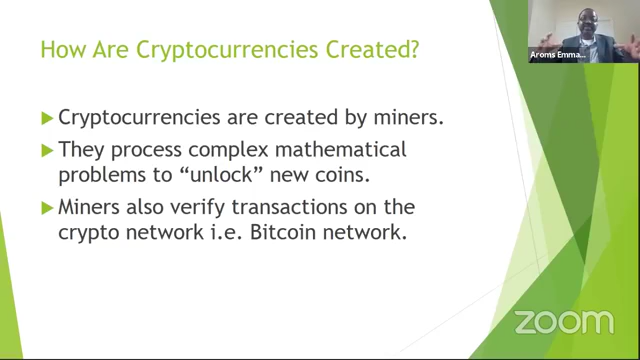 How Are Cryptocurrencies Created?
Aroms Emma...
Cryptocurrencies are created by miners.
They process complex mathematical
problems to “unlock” new coins.
Miners also verify transactions on the
crypto network i.e. Bitcoin network.
zoom